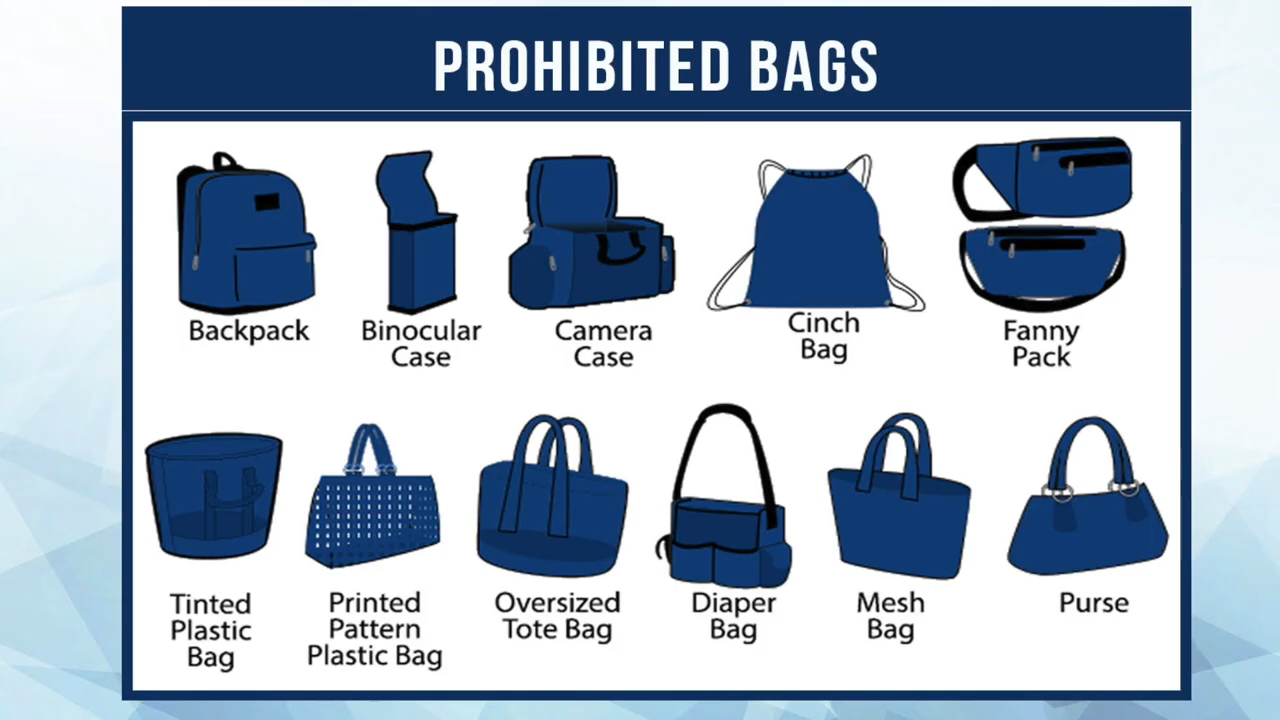 PROHIBITED BAGS
Backpack
Binocular
Case
Camera
Case
Cinch
Bag
Fanny
Pack
Tinted
Plastic
Bag
Printed
Pattern
Plastic Bag
Oversized
Tote Bag
Diaper
Bag
Mesh
Bag
Purse